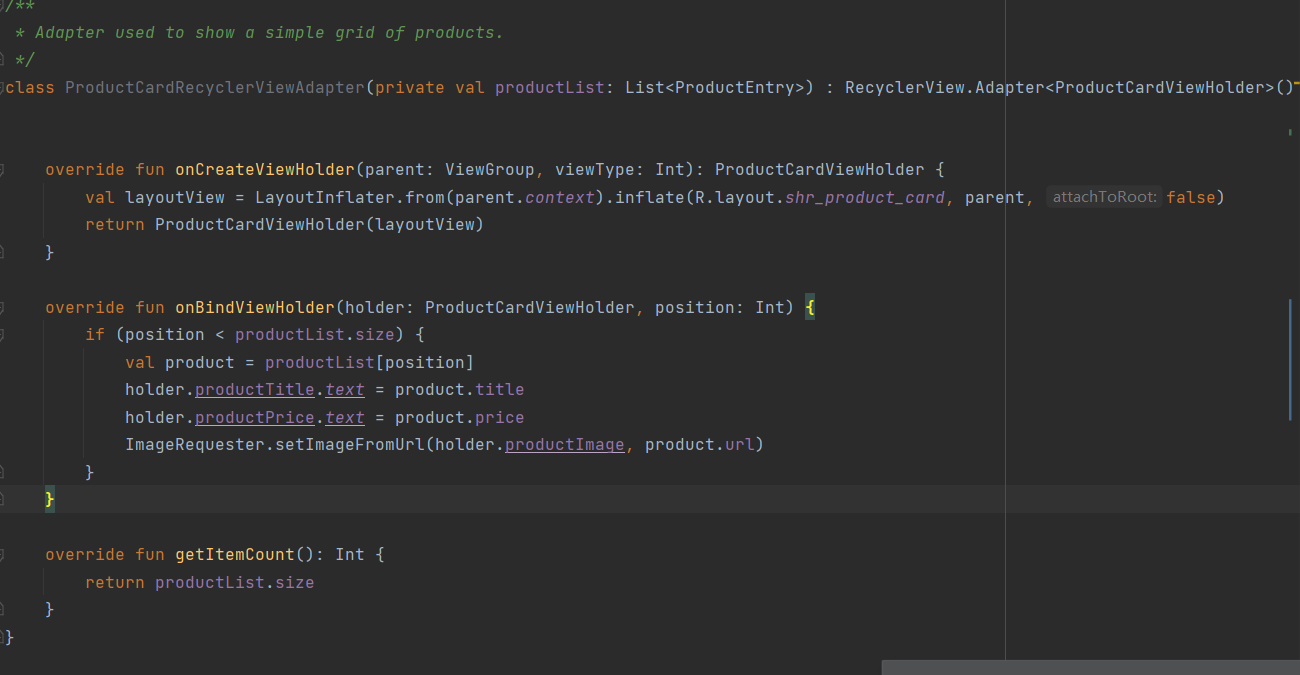 /**
 * Adapter used to show a simple grid of products.
 */
class ProductCardRecyclerViewAdapter(private val productList: List<ProductEntry>) : RecyclerView.Adapter<ProductCardViewHolder>()
override fun onCreateViewHolder(parent: ViewGroup, viewType: Int): ProductCardViewHolder {
val layoutView = LayoutInflater.from(parent.context).inflate(R.layout.shr_product_card, parent, attachToRoot: false)
return ProductCardViewHolder(layoutView)
}
override fun onBindViewHolder(holder: ProductCardViewHolder, position: Int) {
if (position < productList.size) {
val product = productList[position]
holder.productTitle.text = product.title
holder.productPrice.text = product.price
ImageRequester.setImageFromUrl(holder.productImage, product.url)
}
}
override fun getItemCount(): Int {
return productList.size
}
}